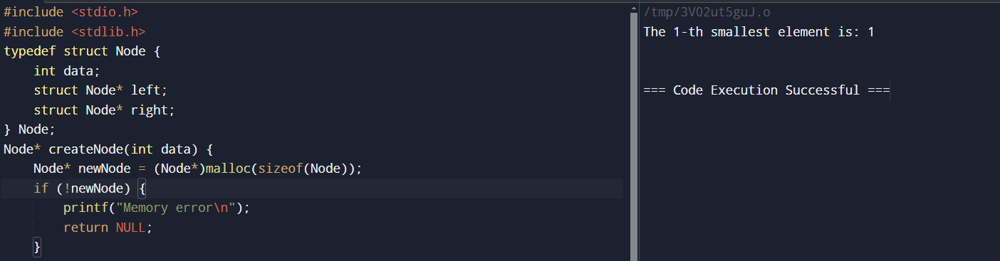 #include <stdio.h>
#include <stdlib.h>
typedef struct Node {
    int data;
    struct Node* left;
    struct Node* right;
} Node;
Node* createNode(int data) {
    Node* newNode = (Node*)malloc(sizeof(Node));
    if (!newNode) {
        printf("Memory error\n");
        return NULL;
    }
/tmp/3V02ut5guJ.o
The 1-th smallest element is: 1
=== Code Execution Successful ===